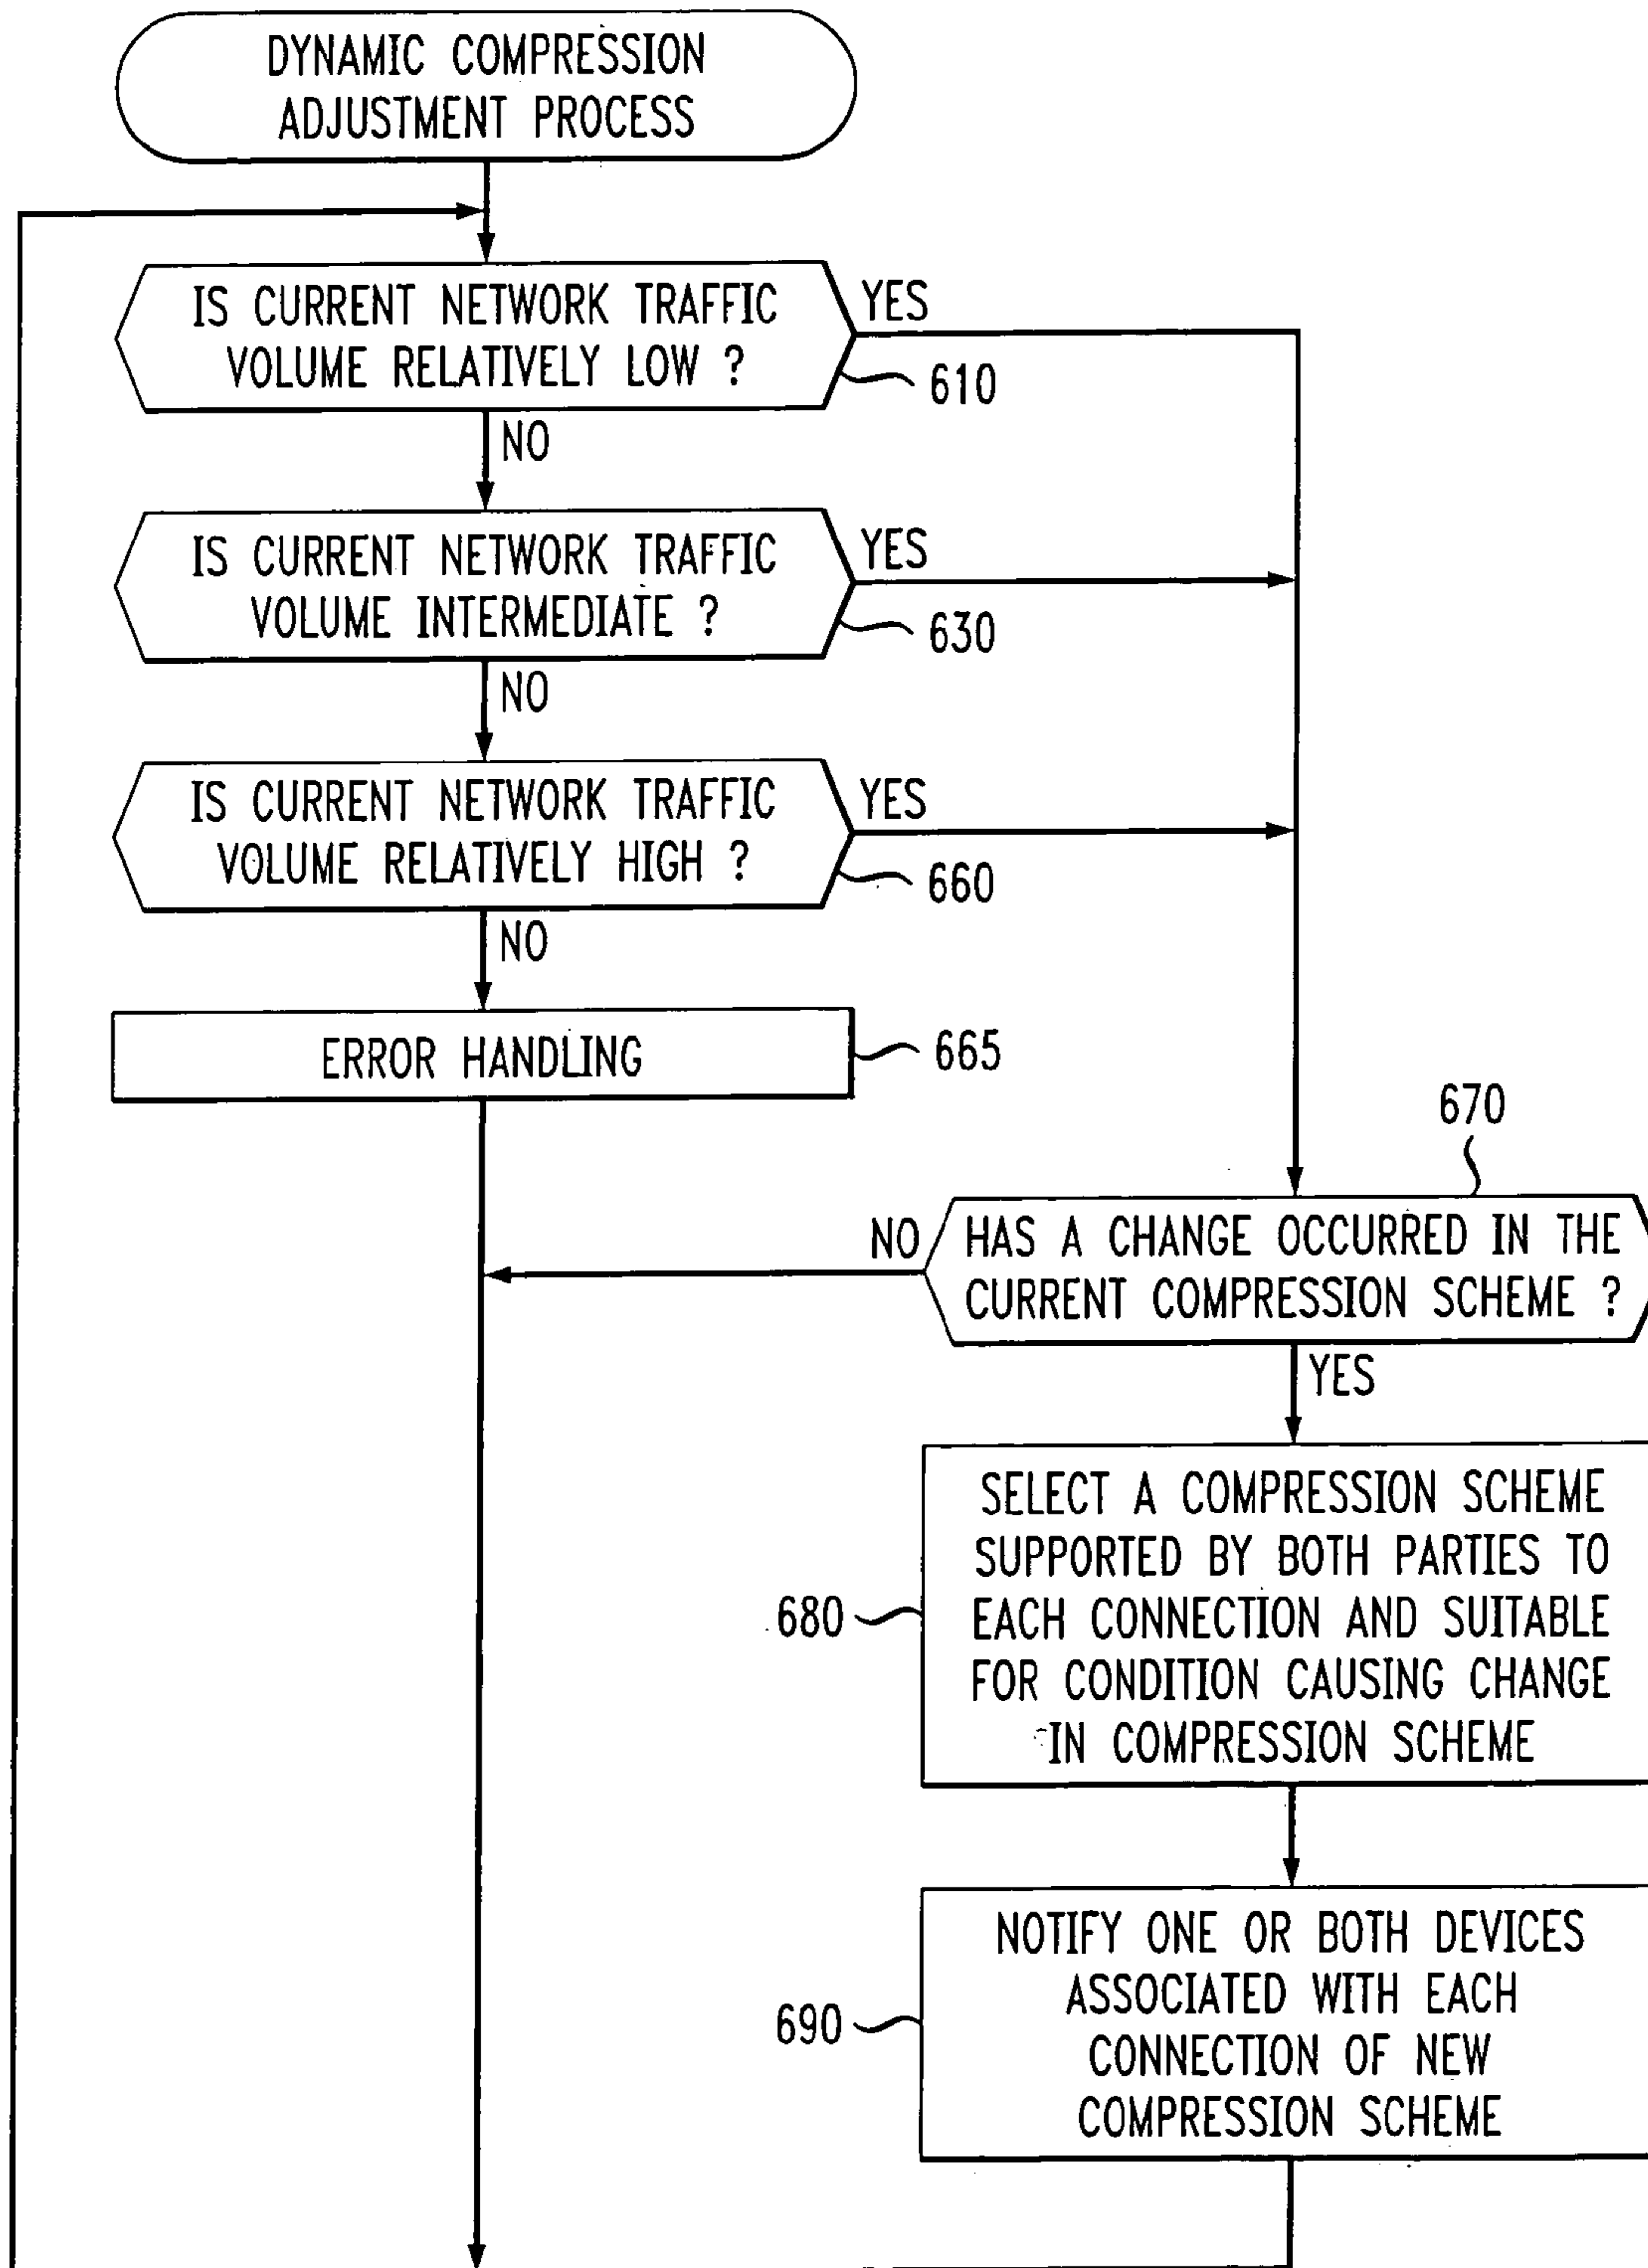 DYNAMIC COMPRESSION
ADJUSTMENT PROCESS
IS CURRENT NETWORK TRAFFIC
VOLUME RELATIVELY LOW ?
YES
610
NO
IS CURRENT NETWORK TRAFFIC
VOLUME INTERMEDIATE ?
YES
630
NO
IS CURRENT NETWORK TRAFFIC
VOLUME RELATIVELY HIGH ?
YES
660
NO
ERROR HANDLING
665
670
NO
HAS A CHANGE OCCURRED IN THE
CURRENT COMPRESSION SCHEME ?
YES
SELECT A COMPRESSION SCHEME
SUPPORTED BY BOTH PARTIES TO
EACH CONNECTION AND SUITABLE
FOR CONDITION CAUSING CHANGE
IN COMPRESSION SCHEME
680
NOTIFY ONE OR BOTH DEVICES
ASSOCIATED WITH EACH
CONNECTION OF NEW
COMPRESSION SCHEME
690